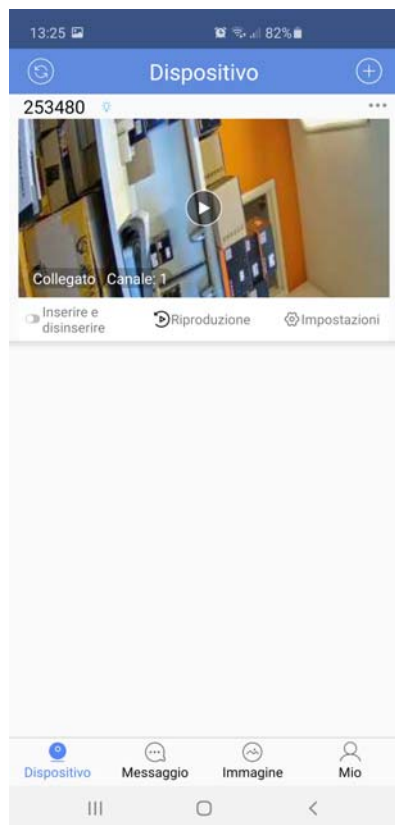 13:25 82%
Dispositivo
253480
Collegato Canale: 1
Inserire e
disinserire
Riproduzione
Impostazioni
Dispositivo Messaggio Immagine Mio